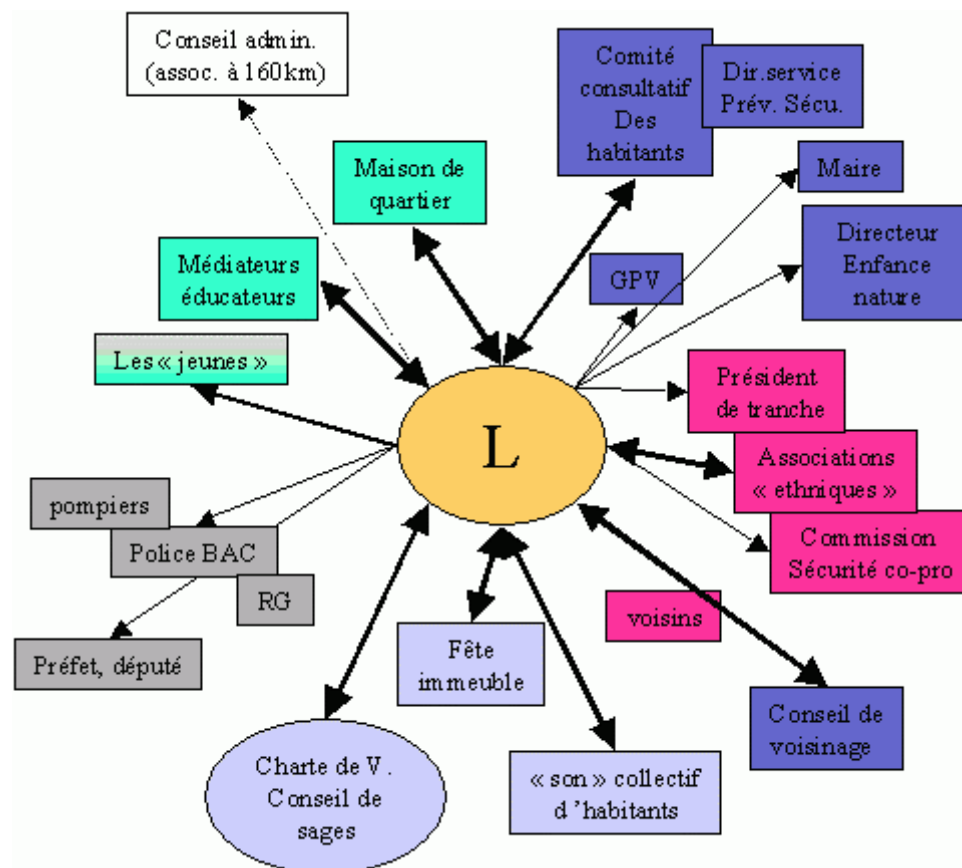 Conseil admin.
(assoc. à 160km)
Comité
consultatif
Des
habitants
Dir.service
Prév. Sécu.
Maire
Maison de
quartier
Directeur
Enfance
nature
Médiateurs
éducateurs
GPV
Les « jeunes »
Président
de tranche
L
Associations
« ethniques »
pompiers
Police BAC
RG
Commission
Sécurité co-pro
voisins
Préfet, député
Fête
immeuble
Conseil de
voisinage
Charte de V .
Conseil de
sages
« son » collectif
d ’habitants